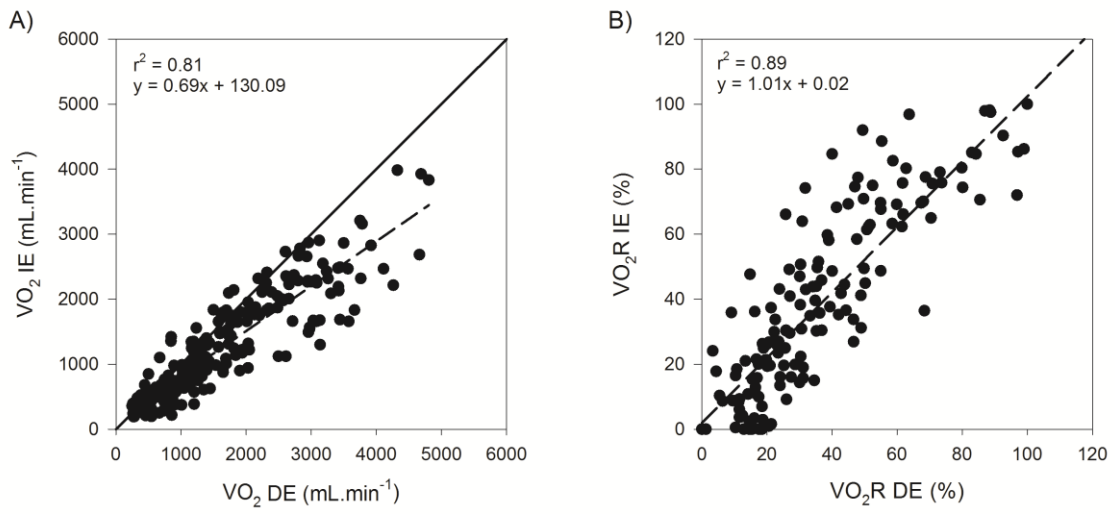 A)
6000
r² = 0.81
y = 0.69x + 130.09
5000
4000
3000
2000
1000
0
VO₂ IE (mL.min⁻¹)
0 1000 2000 3000 4000 5000 6000
VO₂ DE (mL.min⁻¹)
B)
120
r² = 0.89
y = 1.01x + 0.02
100
80
60
40
20
0
VO₂R IE (%)
0 20 40 60 80 100 120
VO₂R DE (%)